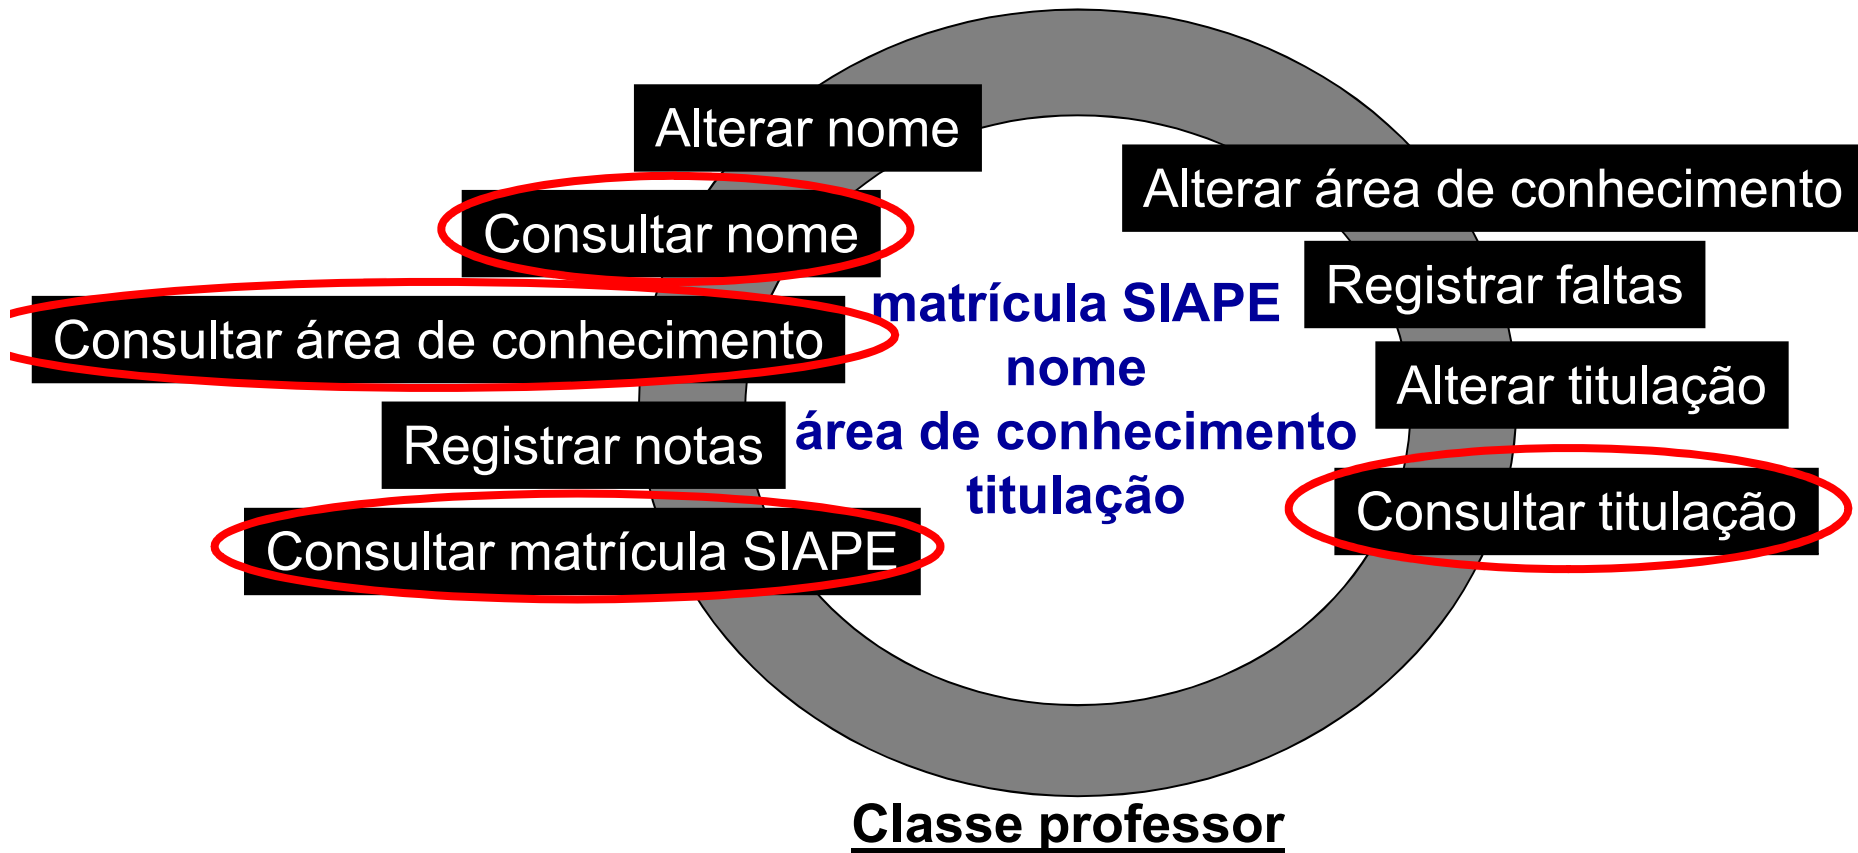 Alterar nome
Consultar nome
Consultar área de conhecimento
Registrar notas
Consultar matrícula SIAPE
matrícula SIAPE
nome
área de conhecimento
titulação
Alterar área de conhecimento
Registrar faltas
Alterar titulação
Consultar titulação
Classe professor